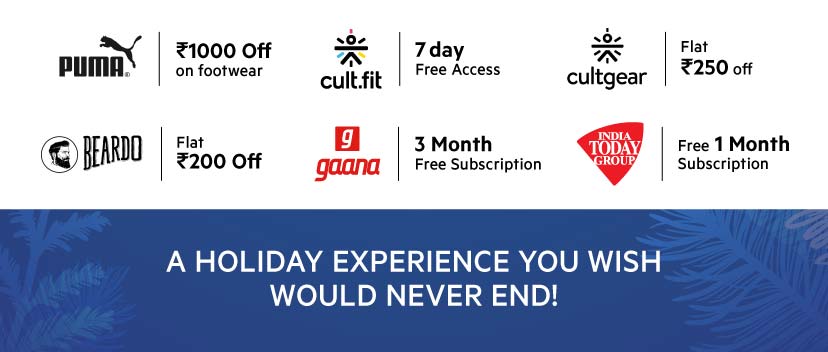 PUMA
₹1000 Off
on footwear
cult.fit
7 day
Free Access
cultgear
Flat
₹250 off
BEARDO
Flat
₹200 Off
g
gaana
3 Month
Free Subscription
INDIA
TODAY
GROUP
Free 1 Month
Subscription
A HOLIDAY EXPERIENCE YOU WISH
WOULD NEVER END!